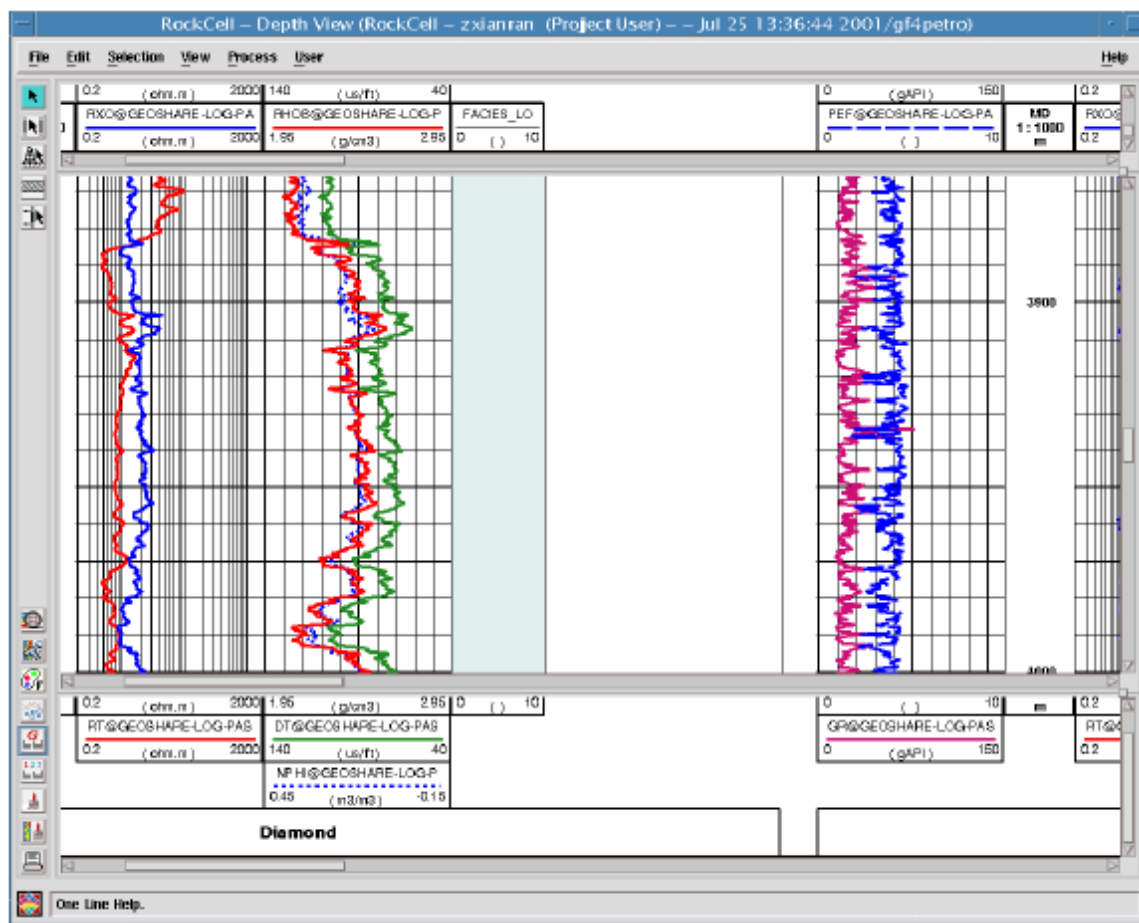 RockCell – Depth View (RockCell – zxianran (Project User) – – Jul 25 13:36:44 2001/gf4petro)
File Edit Selection View Process User Help
0.2 (ohm.m) 2000 140 (us/ft) 40 0 (gAPI) 150 0.2
RXO@GEOSHARE-LOG-PA RHOB@GEOSHARE-LOG-P FACIES_LO PEF@GEOSHARE-LOG-PA MD RXO@
0.2 (ohm.m) 2000 1.95 (g/cm3) 2.95 0 ( ) 10 0 ( ) 10 1:1000 m 0.2
3900
4000
0.2 (ohm.m) 2000 1.95 (g/cm3) 2.95 0 ( ) 10 0 ( ) 10 m 0.2
RT@GEOSHARE-LOG-PAS DT@GEOSHARE-LOG-PAS GR@GEOSHARE-LOG-PAS RT@
0.2 (ohm.m) 2000 140 (us/ft) 40 0 (gAPI) 150
NPHI@GEOSHARE-LOG-P
0.45 (m3/m3) -0.15
Diamond
One Line Help.